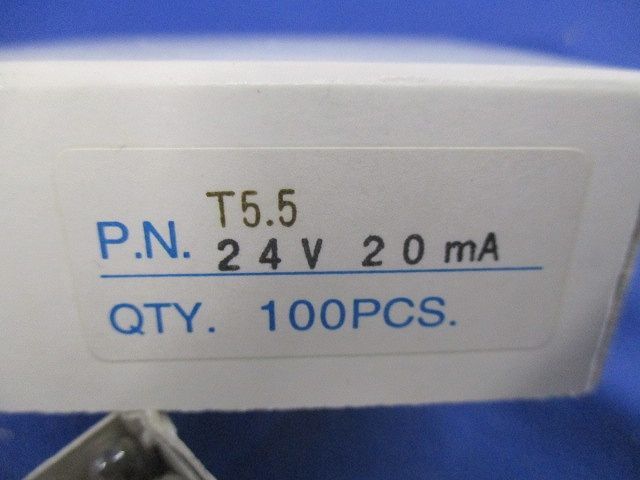 T5.5
P.N. 24V 20mA
QTY. 100PCS.